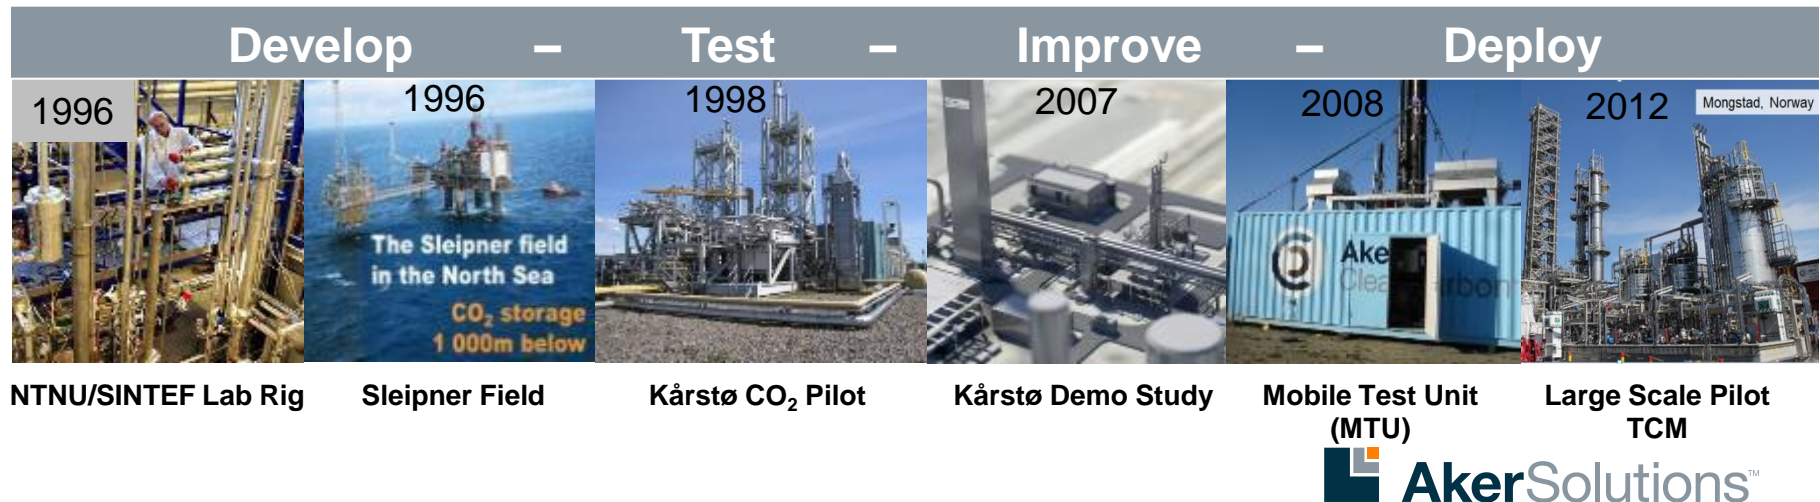 Develop – Test – Improve – Deploy
1996
1996
1998
2007
2008
2012
Mongstad, Norway
The Sleipner field
in the North Sea
CO₂ storage
1 000m below
Ake
Clea arbon
NTNU/SINTEF Lab Rig
Sleipner Field
Kårstø CO₂ Pilot
Kårstø Demo Study
Mobile Test Unit
(MTU)
Large Scale Pilot
TCM
AkerSolutions™